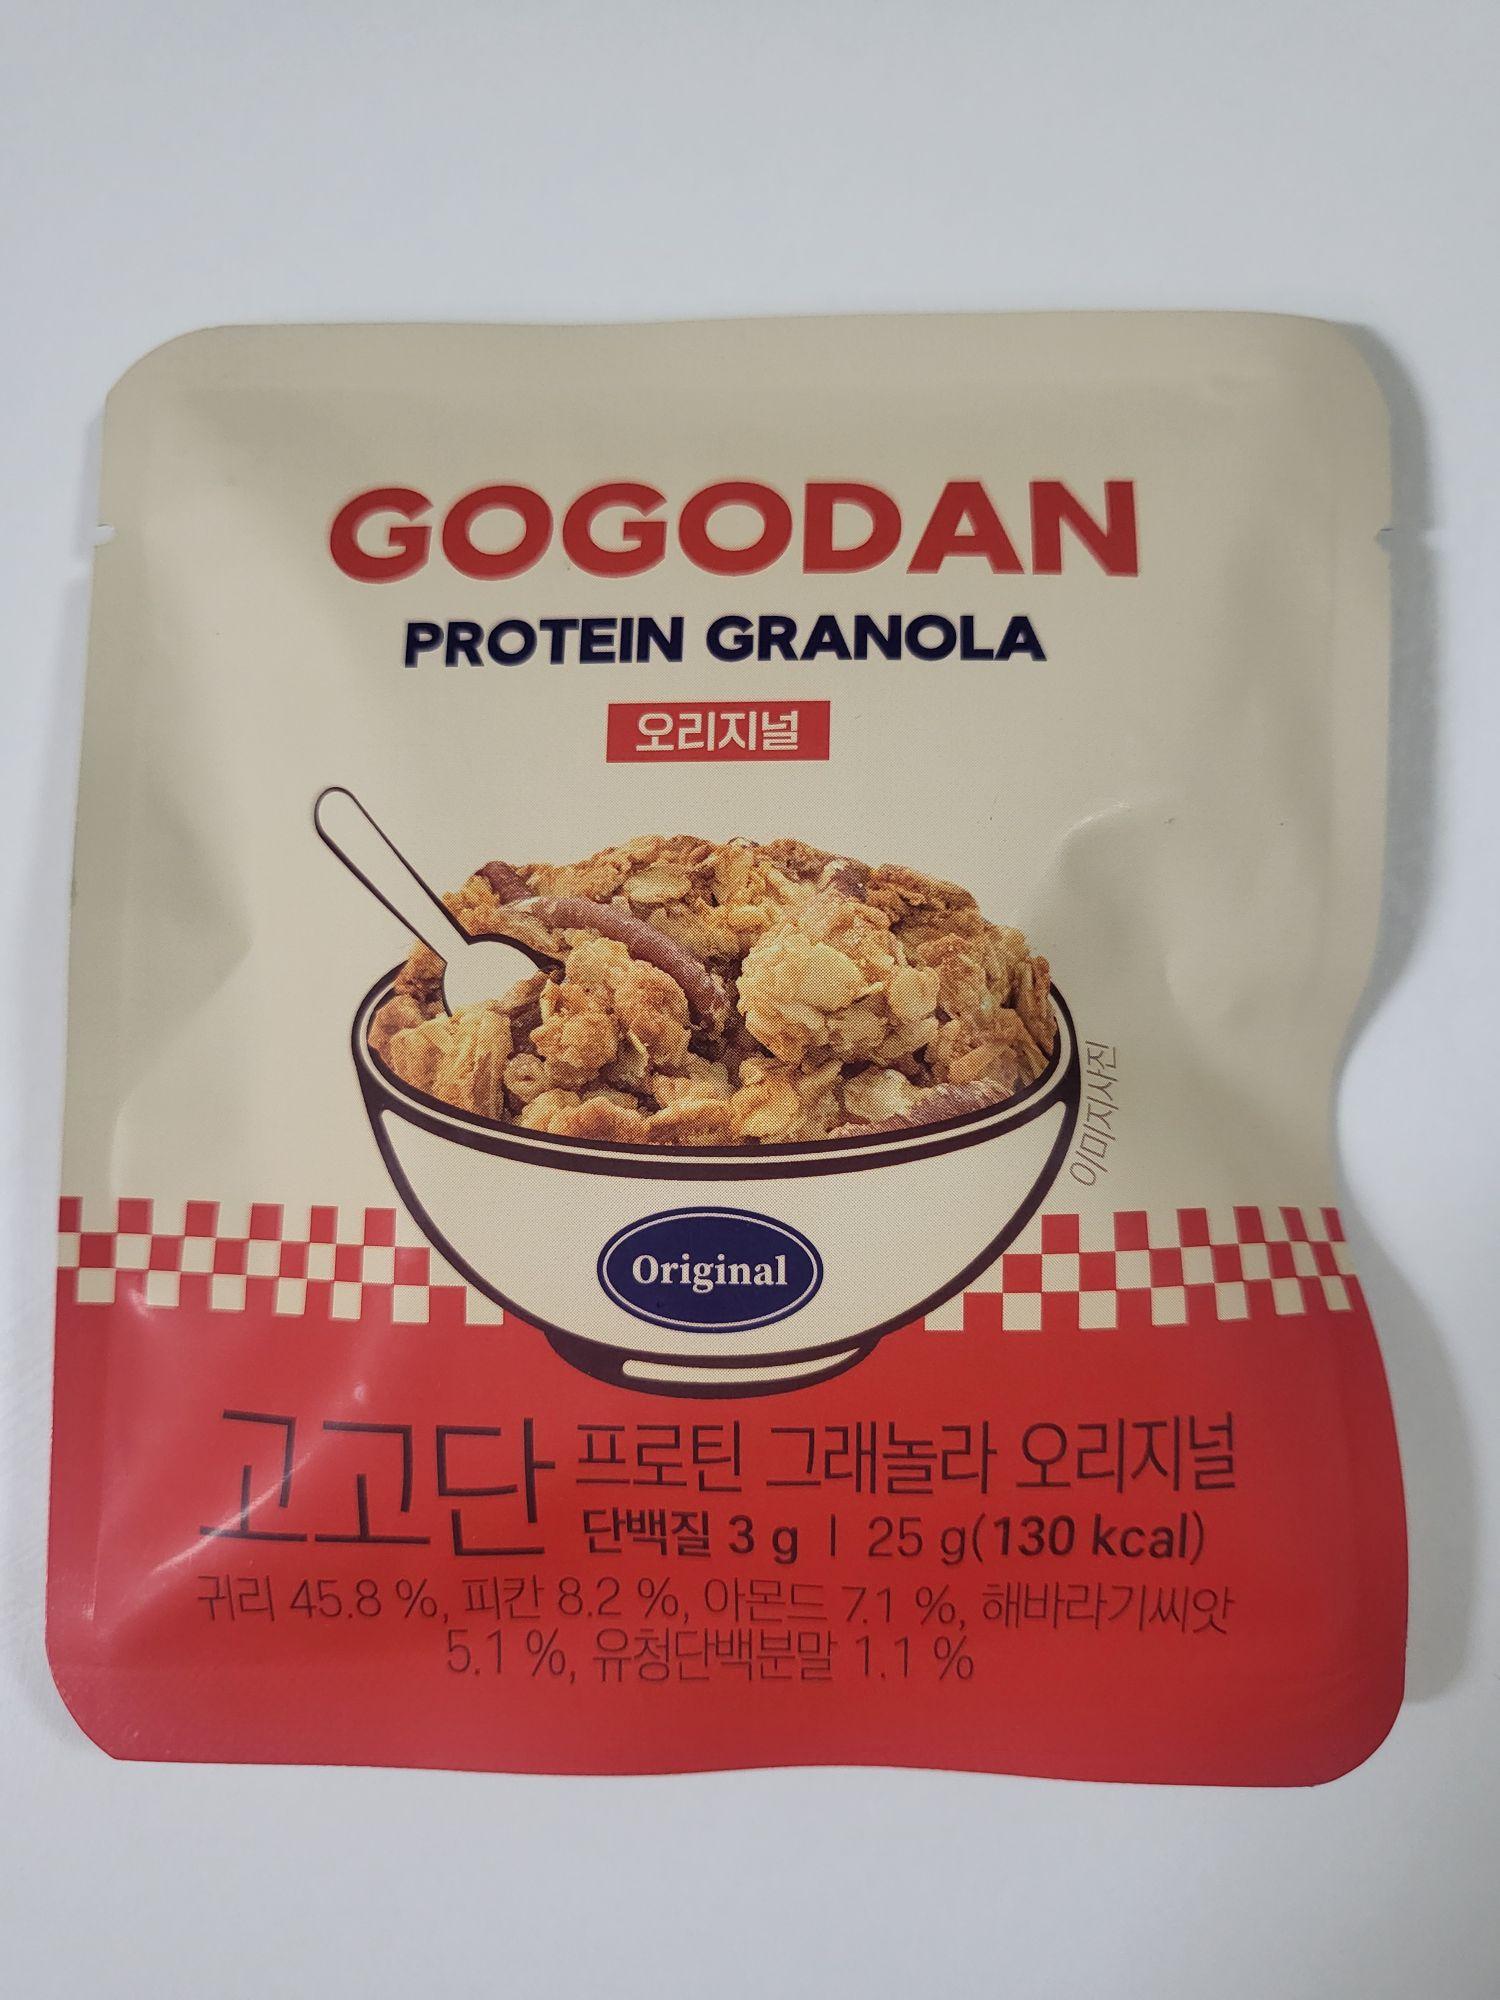 GOGODAN
PROTEIN GRANOLA
오리지널
이미지사진
Original
고고단 프로틴 그래놀라 오리지널
단백질 3 g | 25 g(130 kcal)
귀리 45.8 %, 피칸 8.2 %, 아몬드 7.1 %, 해바라기씨앗
5.1 %, 유청단백분말 1.1 %